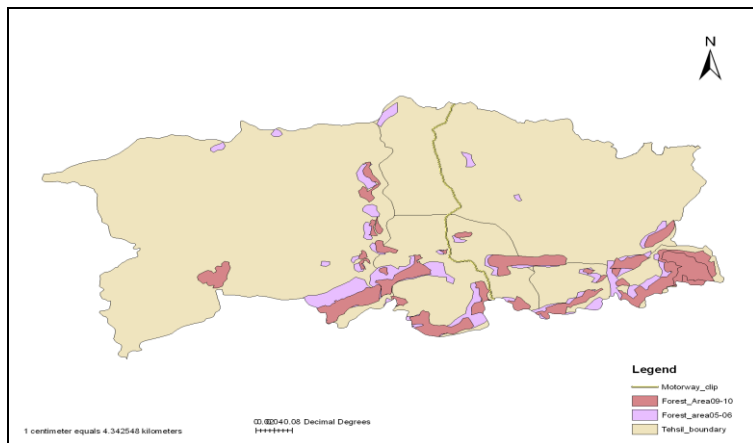 N
Legend
Motorway_clip
Forest_Area09-10
Forest_area05-06
Tehsil_boundary
1 centimeter equals 4.342548 kilometers
Decimal Degrees